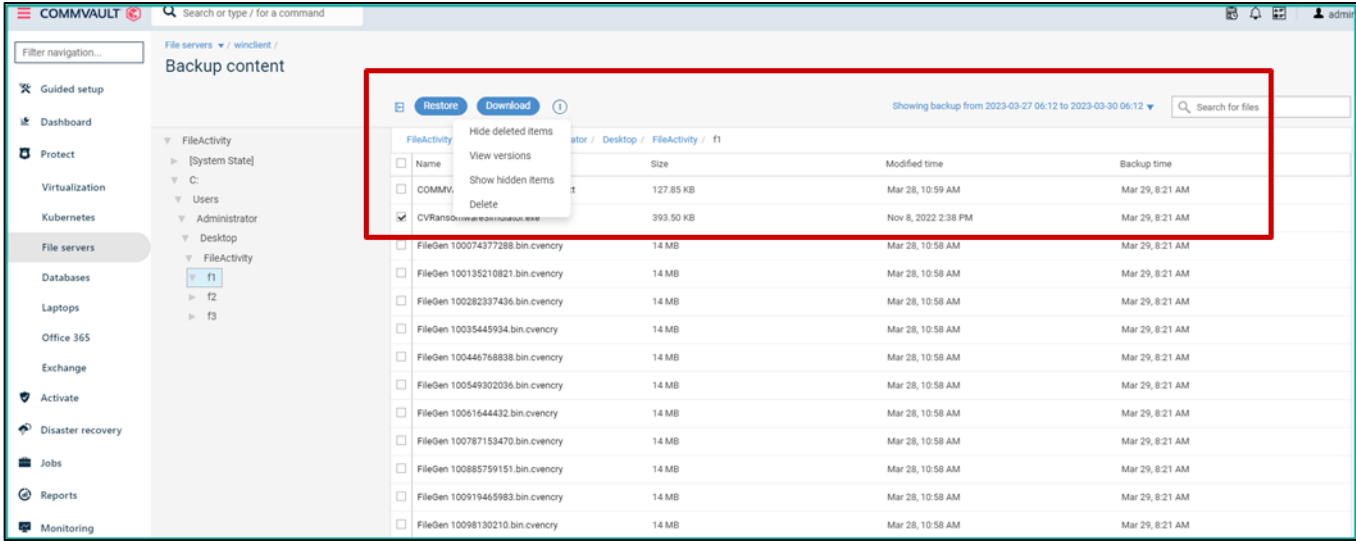 COMMVAULT
Search or type / for a command
admin
Filter navigation...
Guided setup
Dashboard
Protect
Virtualization
Kubernetes
File servers
Databases
Laptops
Office 365
Exchange
Activate
Disaster recovery
Jobs
Reports
Monitoring
File servers / winclient /
Backup content
FileActivity
[System State]
C:
Users
Administrator
Desktop
FileActivity
f1
f2
f3
Restore Download
Showing backup from 2023-03-27 06:12 to 2023-03-30 06:12
Search for files
Hide deleted items
View versions
Show hidden items
Delete
FileActivity ator / Desktop / FileActivity / f1
Name Size Modified time Backup time
COMMV 127.85 KB Mar 28, 10:59 AM Mar 29, 8:21 AM
CVRansomwareSimulator.exe 393.50 KB Nov 8, 2022 2:38 PM Mar 29, 8:21 AM
FileGen 100074377288.bin.cvencry 14 MB Mar 28, 10:58 AM Mar 29, 8:21 AM
FileGen 100135210821.bin.cvencry 14 MB Mar 28, 10:58 AM Mar 29, 8:21 AM
FileGen 100282337436.bin.cvencry 14 MB Mar 28, 10:58 AM Mar 29, 8:21 AM
FileGen 10035445934.bin.cvencry 14 MB Mar 28, 10:58 AM Mar 29, 8:21 AM
FileGen 100446768838.bin.cvencry 14 MB Mar 28, 10:58 AM Mar 29, 8:21 AM
FileGen 100549302036.bin.cvencry 14 MB Mar 28, 10:58 AM Mar 29, 8:21 AM
FileGen 10061644432.bin.cvencry 14 MB Mar 28, 10:58 AM Mar 29, 8:21 AM
FileGen 100787153470.bin.cvencry 14 MB Mar 28, 10:58 AM Mar 29, 8:21 AM
FileGen 100885759151.bin.cvencry 14 MB Mar 28, 10:58 AM Mar 29, 8:21 AM
FileGen 100919465983.bin.cvencry 14 MB Mar 28, 10:58 AM Mar 29, 8:21 AM
FileGen 10098130210.bin.cvencry 14 MB Mar 28, 10:58 AM Mar 29, 8:21 AM